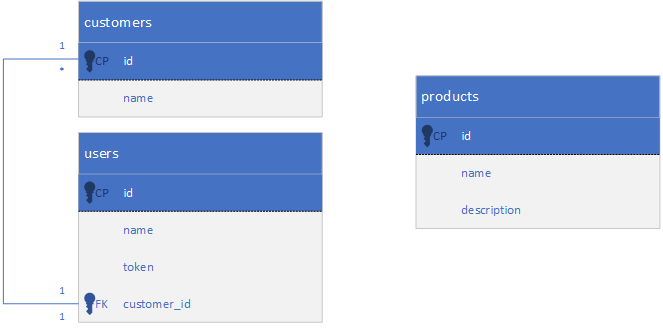 customers
1
CP id
*
name
users
CP id
name
token
1
FK customer_id
1
products
CP id
name
description